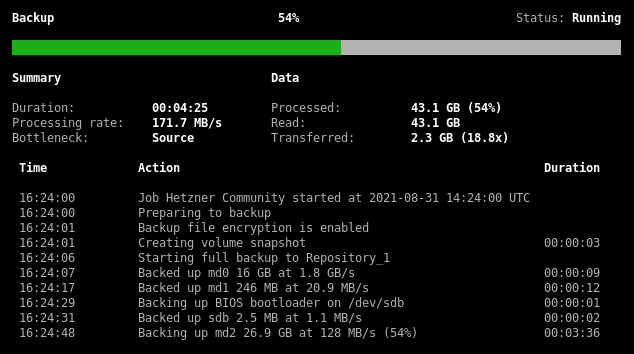 Backup 54% Status: Running
Summary Data
Duration: 00:04:25 Processed: 43.1 GB (54%)
Processing rate: 171.7 MB/s Read: 43.1 GB
Bottleneck: Source Transferred: 2.3 GB (18.8x)
Time Action Duration
16:24:00 Job Hetzner Community started at 2021-08-31 14:24:00 UTC
16:24:00 Preparing to backup
16:24:01 Backup file encryption is enabled
16:24:01 Creating volume snapshot 00:00:03
16:24:06 Starting full backup to Repository_1
16:24:07 Backed up md0 16 GB at 1.8 GB/s 00:00:09
16:24:17 Backed up md1 246 MB at 20.9 MB/s 00:00:12
16:24:29 Backing up BIOS bootloader on /dev/sdb 00:00:01
16:24:31 Backed up sdb 2.5 MB at 1.1 MB/s 00:00:02
16:24:48 Backing up md2 26.9 GB at 128 MB/s (54%) 00:03:36